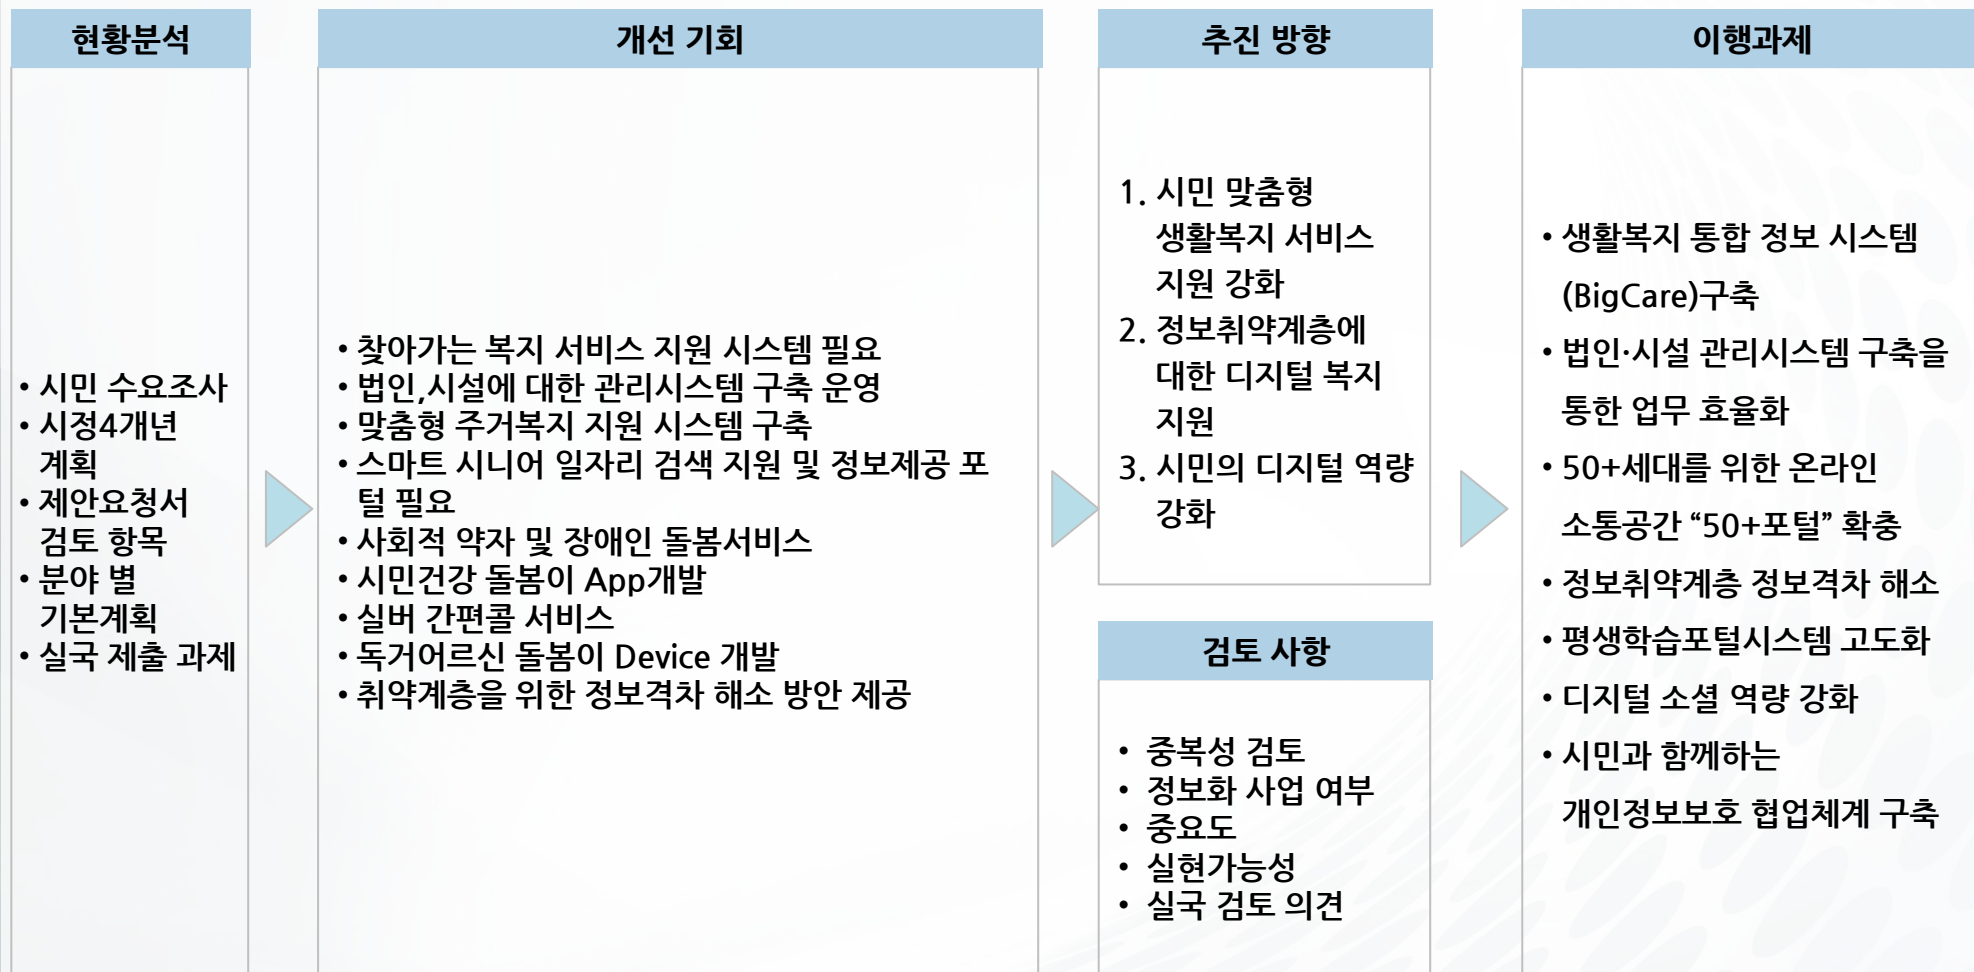 현황분석
• 시민 수요조사
• 시정4개년
계획
• 제안요청서
검토 항목
• 분야 별
기본계획
• 실국 제출 과제
개선 기회
• 찾아가는 복지 서비스 지원 시스템 필요
• 법인,시설에 대한 관리시스템 구축 운영
• 맞춤형 주거복지 지원 시스템 구축
• 스마트 시니어 일자리 검색 지원 및 정보제공 포
털 필요
• 사회적 약자 및 장애인 돌봄서비스
• 시민건강 돌봄이 App개발
• 실버 간편콜 서비스
• 독거어르신 돌봄이 Device 개발
• 취약계층을 위한 정보격차 해소 방안 제공
추진 방향
1. 시민 맞춤형
생활복지 서비스
지원 강화
2. 정보취약계층에
대한 디지털 복지
지원
3. 시민의 디지털 역량
강화
검토 사항
• 중복성 검토
• 정보화 사업 여부
• 중요도
• 실현가능성
• 실국 검토 의견
이행과제
• 생활복지 통합 정보 시스템
(BigCare)구축
• 법인·시설 관리시스템 구축을
통한 업무 효율화
• 50+세대를 위한 온라인
소통공간 “50+포털” 확충
• 정보취약계층 정보격차 해소
• 평생학습포털시스템 고도화
• 디지털 소셜 역량 강화
• 시민과 함께하는
개인정보보호 협업체계 구축